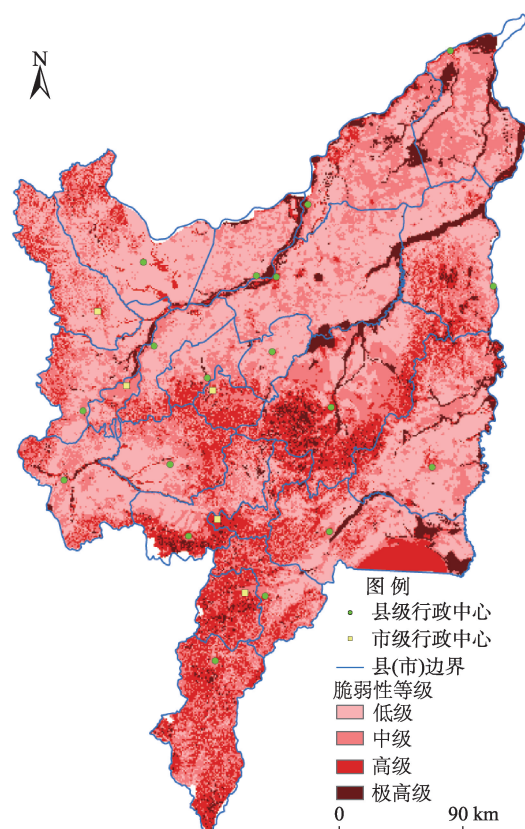 N
图 例
县级行政中心
市级行政中心
县(市)边界
脆弱性等级
低级
中级
高级
极高级
0 90 km